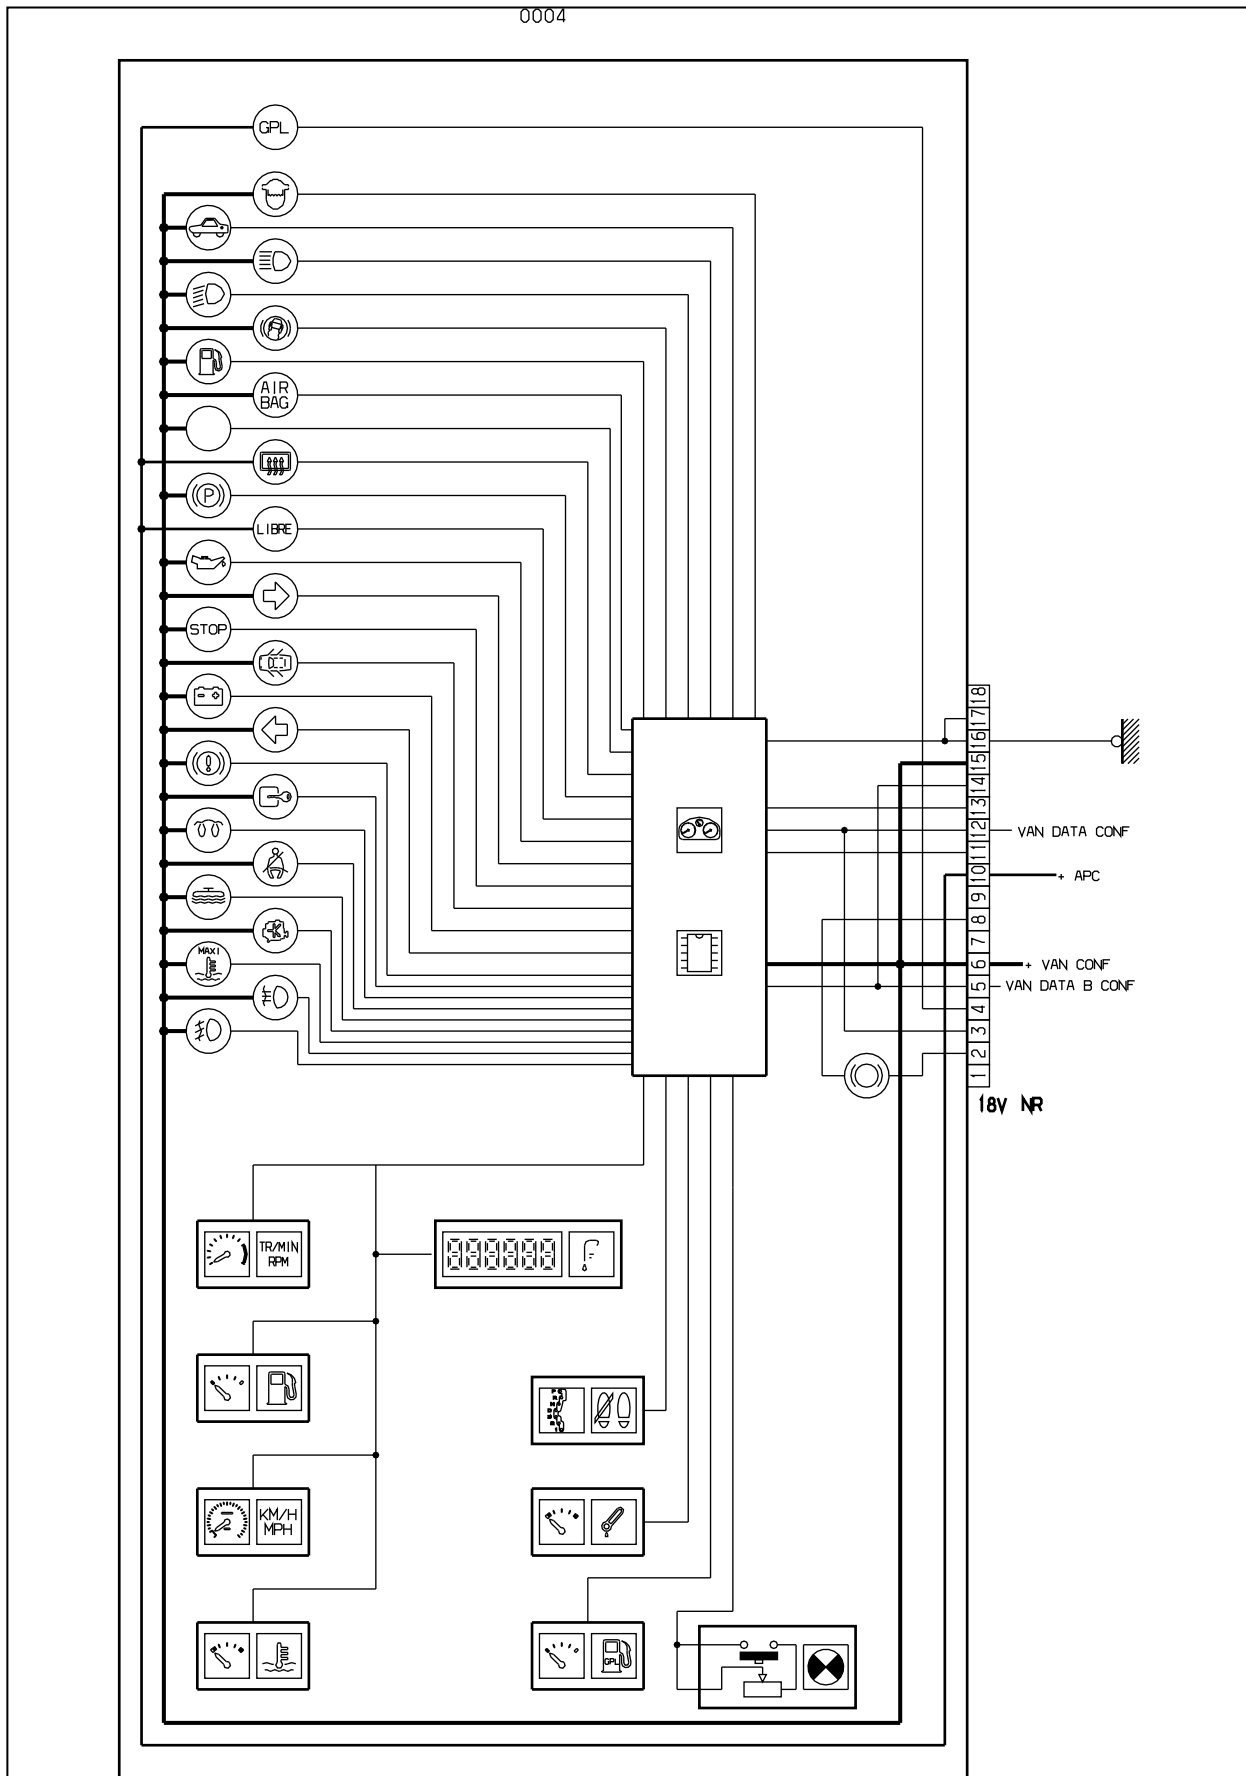 0004
GPL
AIR
BAG
P
LIBRE
STOP
MAXI
18
17
16
15
14
13
12 VAN DATA CONF
11
10 + APC
9
8
7
6 + VAN CONF
5 VAN DATA B CONF
4
3
2
1
18V NR
TR/MIN
RPM
888888
KM/H
MPH
GPL